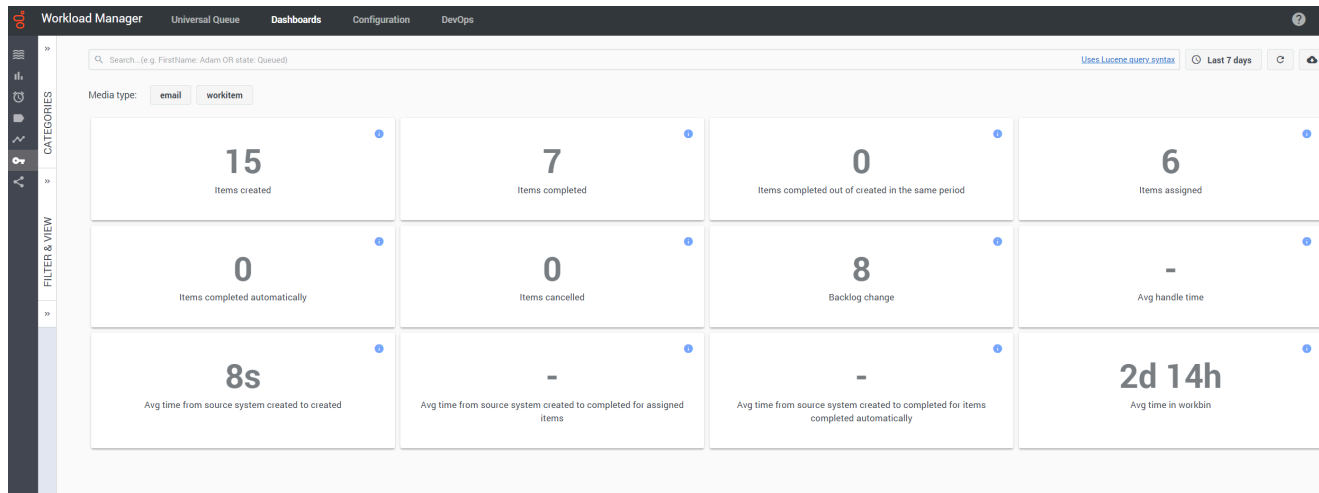 Workload Manager
Universal Queue
Dashboards
Configuration
DevOps
?
CATEGORIES
FILTER & VIEW
Search...(e.g. FirstName: Adam OR state: Queued)
Uses Lucene query syntax
Last 7 days
Media type:
email
workitem
15
Items created
7
Items completed
0
Items completed out of created in the same period
6
Items assigned
0
Items completed automatically
0
Items cancelled
8
Backlog change
-
Avg handle time
8s
Avg time from source system created to created
-
Avg time from source system created to completed for assigned
items
-
Avg time from source system created to completed for items
completed automatically
2d 14h
Avg time in workbin